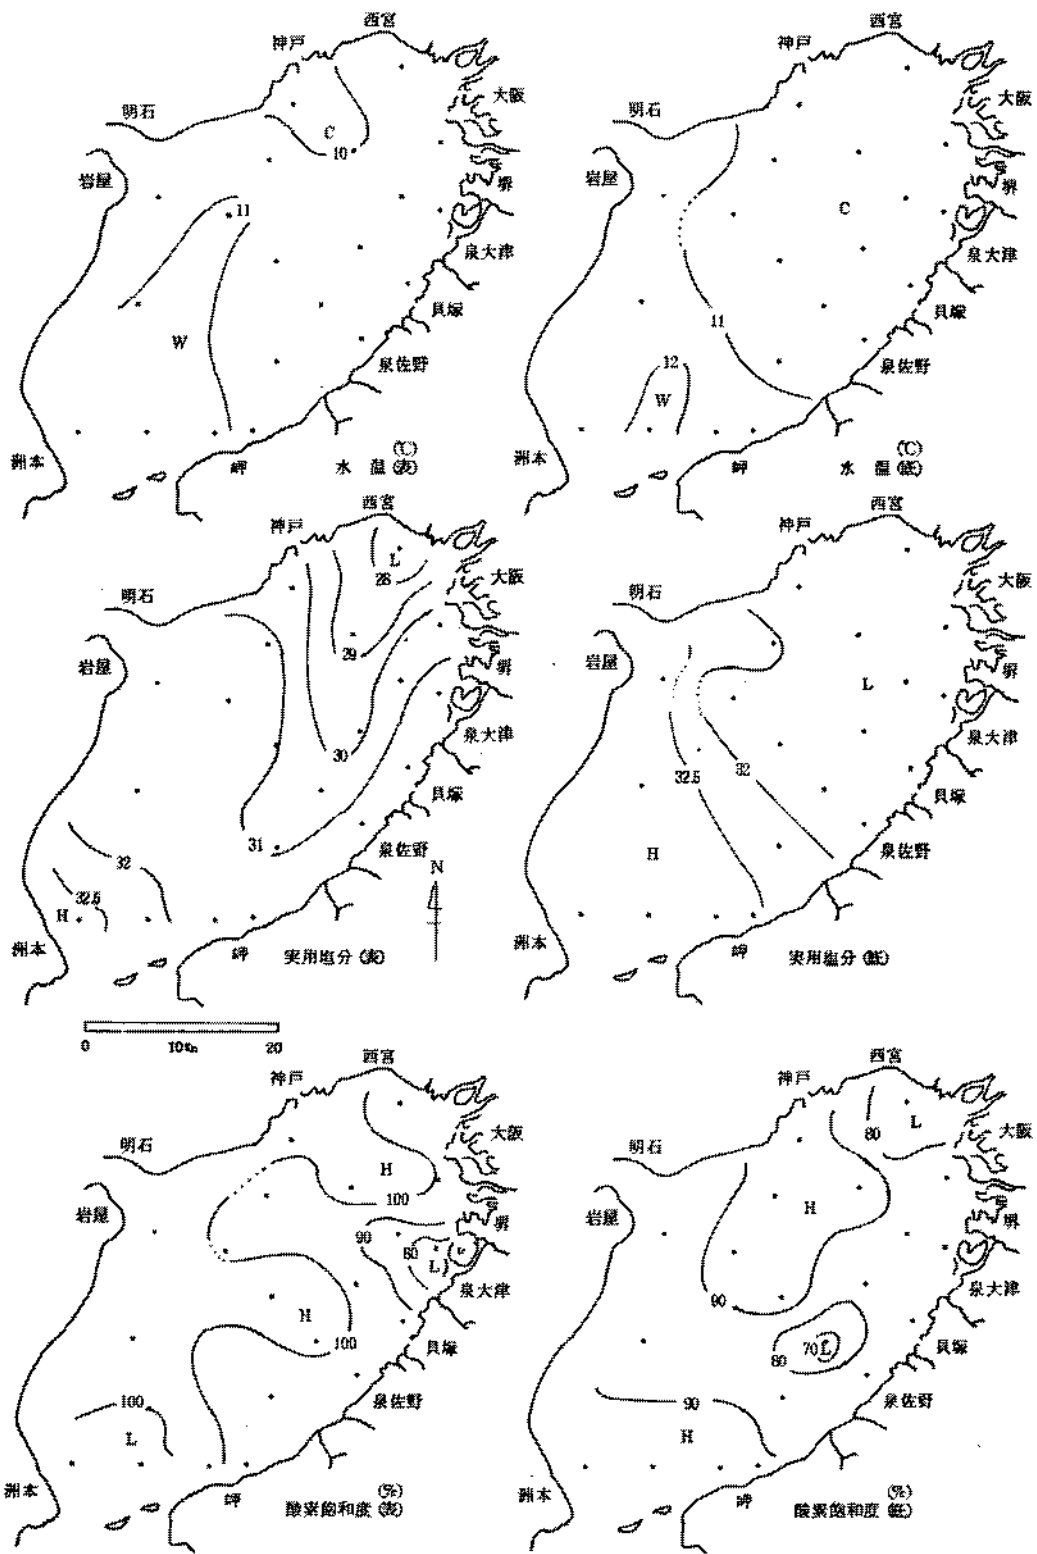 西宮
神戸
大阪
明石
C
10
岩屋
堺
11
泉大津
貝塚
W
泉佐野
(℃)
洲本
岬
水 温 (表)
西宮
神戸
大阪
明石
岩屋
堺
C
泉大津
11
貝塚
12
泉佐野
W
(℃)
洲本
岬
水 温 (底)
西宮
神戸
L
28
大阪
明石
29
岩屋
堺
泉大津
30
貝塚
31
泉佐野
32
N
32.5
H
洲本
岬
実用塩分 (表)
西宮
神戸
大阪
明石
岩屋
堺
L
泉大津
32.5
32
貝塚
泉佐野
H
洲本
岬
実用塩分 (底)
0 10km 20
西宮
神戸
大阪
明石
H
100
岩屋
堺
90
80
L
泉大津
H
100
貝塚
泉佐野
100
L
(%)
洲本
岬
酸素飽和度 (表)
西宮
神戸
80
L
大阪
明石
H
岩屋
堺
泉大津
90
70
L
80
貝塚
90
泉佐野
H
(%)
洲本
岬
酸素飽和度 (底)